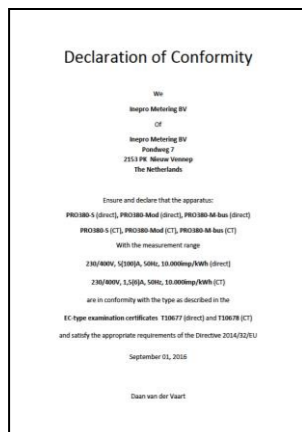 Declaration of Conformity
We
Inepro Metering BV
Of
Inepro Metering BV
Pondweg 7
2153 PK Nieuw Vennep
The Netherlands
Ensure and declare that the apparatus:
PRO380-S (direct), PRO380-Mod (direct), PRO380-M-bus (direct)
PRO380-S (CT), PRO380-Mod (CT), PRO380-M-bus (CT)
With the measurement range
230/400V, 5(100)A, 50Hz, 10.000imp/kWh (direct)
230/400V, 1,5(6)A, 50Hz, 10.000imp/kWh (CT)
are in conformity with the type as described in the
EC-type examination certificates T10677 (direct) and T10678 (CT)
and satisfy the appropriate requirements of the Directive 2014/32/EU
September 01, 2016
Daan van der Vaart